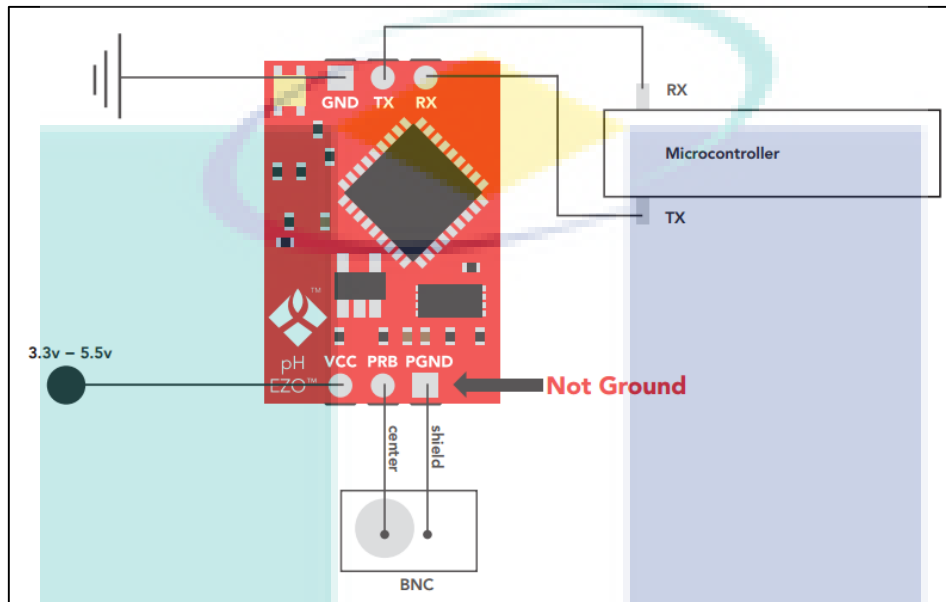 GND TX RX
RX
Microcontroller
TX
™
3.3v – 5.5v
pH
EZO™
VCC PRB PGND
Not Ground
center
shield
BNC